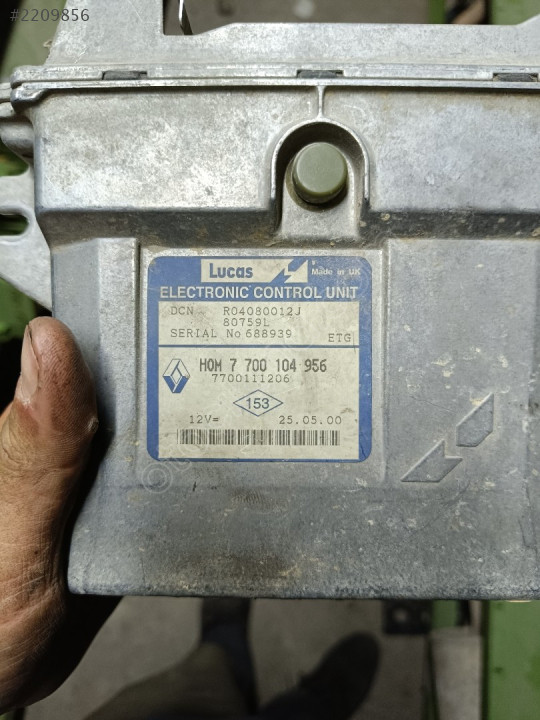 #2209856
Lucas
Made in UK
ELECTRONIC CONTROL UNIT
DCN R04080012J
80759L
SERIAL No 688939 ETG
HOM 7 700 104 956
7700111206
153
12V= 25.05.00